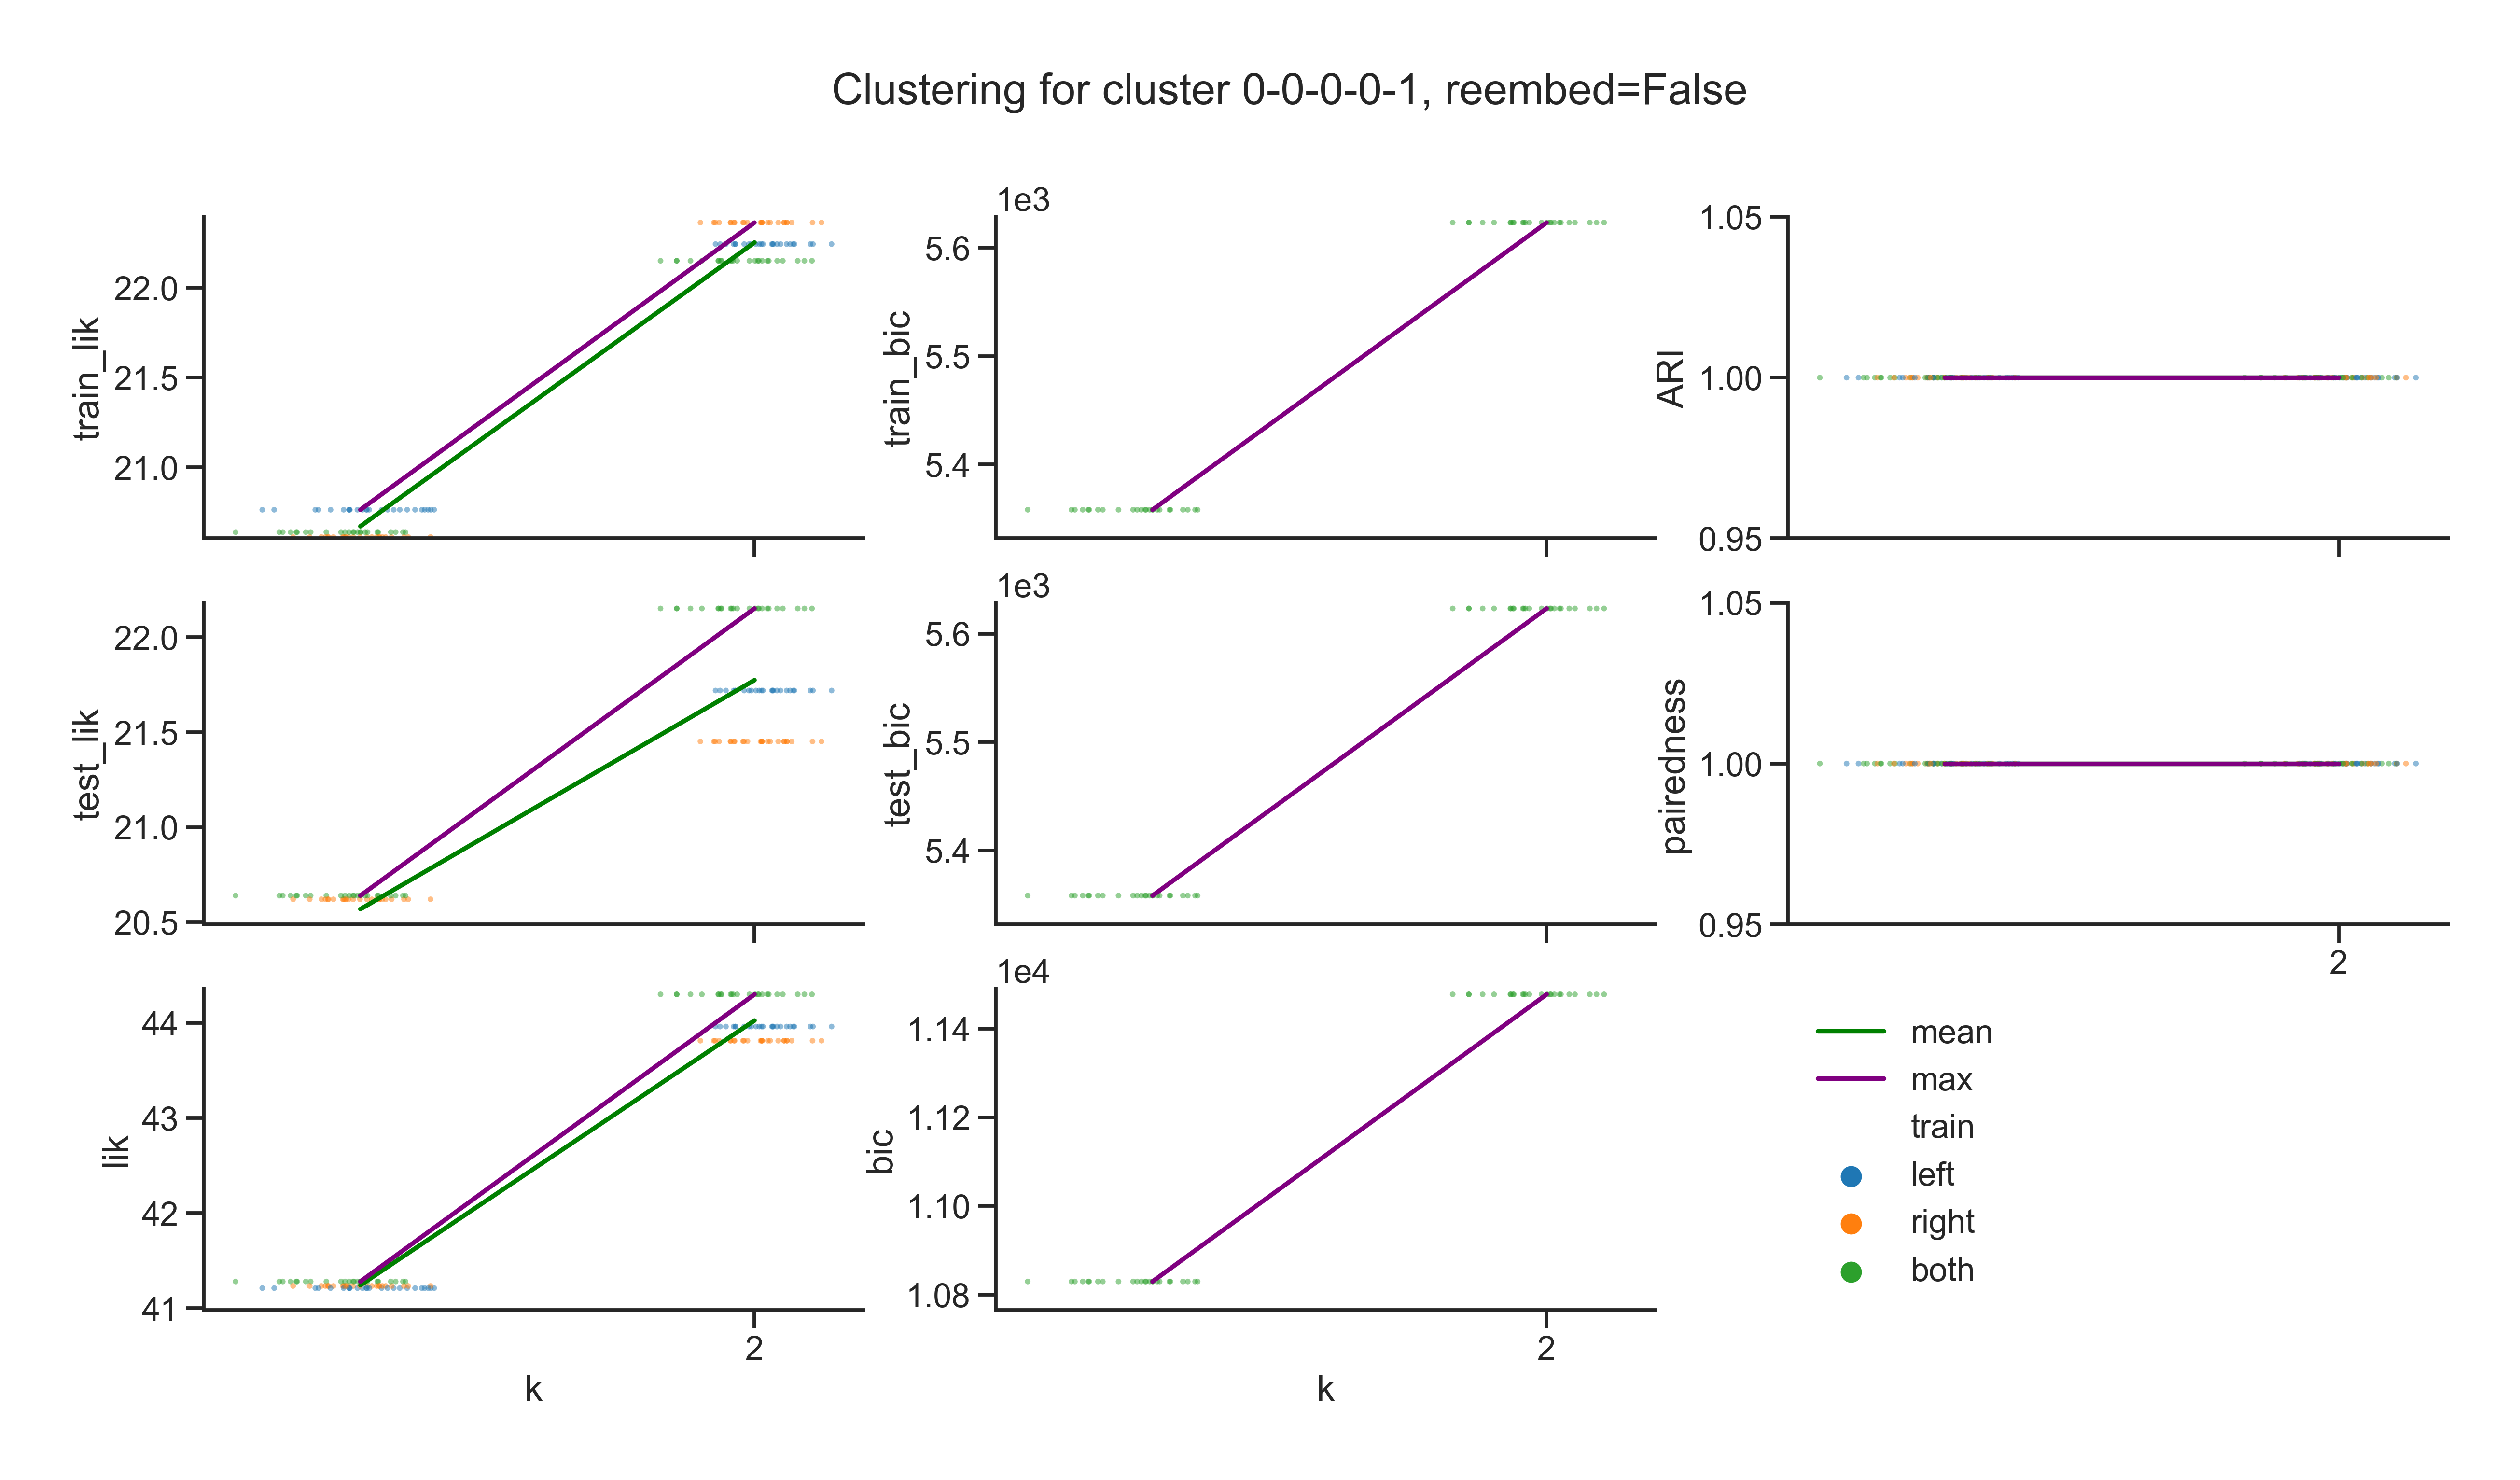 Clustering for cluster 0-0-0-0-1, reembed=False
train_lik
22.0
21.5
21.0
1e3
train_bic
5.6
5.5
5.4
ARI
1.05
1.00
0.95
test_lik
22.0
21.5
21.0
20.5
1e3
test_bic
5.6
5.5
5.4
pairedness
1.05
1.00
0.95
2
lik
44
43
42
41
2
k
1e4
bic
1.14
1.12
1.10
1.08
2
k
mean
max
train
left
right
both